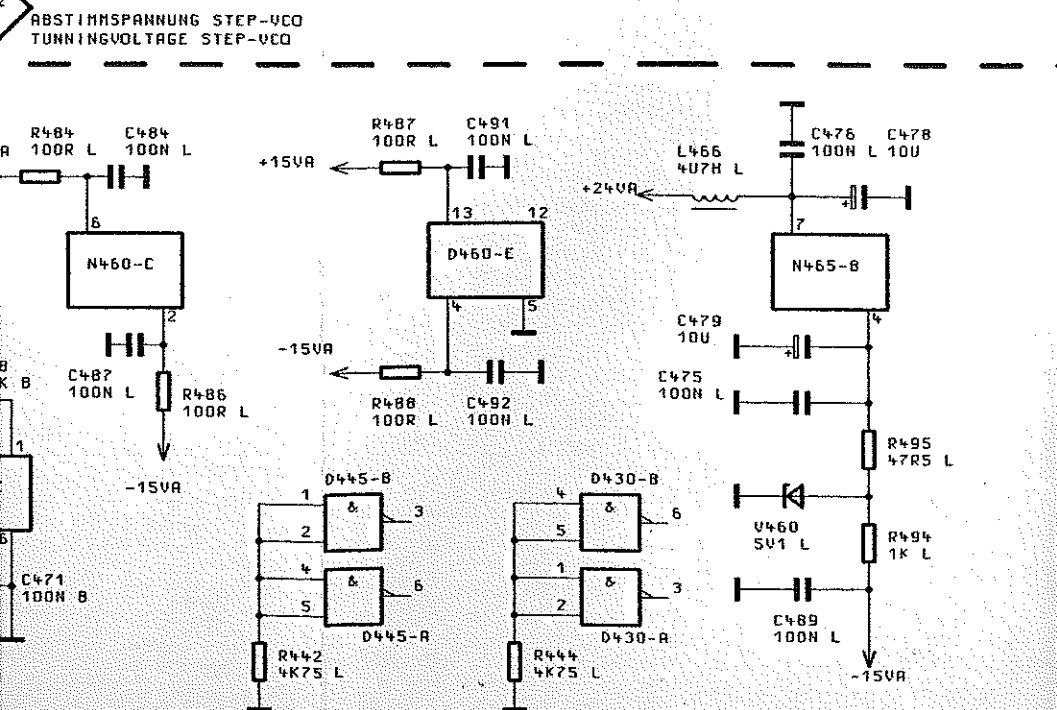 ABSTIMMSPANNUNG STEP-VCO
TUNNINGVOLTAGE STEP-VCO
R484
100R L
C484
100N L
A
6
N460-C
2
C487
100N L
R486
100R L
-15VA
B
K B
1
6
C471
100N B
R487
100R L
C491
100N L
+15VA
13
12
D460-E
4
5
-15VA
R488
100R L
C492
100N L
C476
100N L
C478
10U
L466
4U7H L
+24VA
+
7
N465-B
4
C479
10U
+
C475
100N L
R495
47R5 L
V460
5V1 L
R494
1K L
C489
100N L
-15VA
D445-B
1
&
3
2
4
&
6
5
D445-A
R442
4K75 L
D430-B
4
&
6
5
1
&
3
2
D430-A
R444
4K75 L